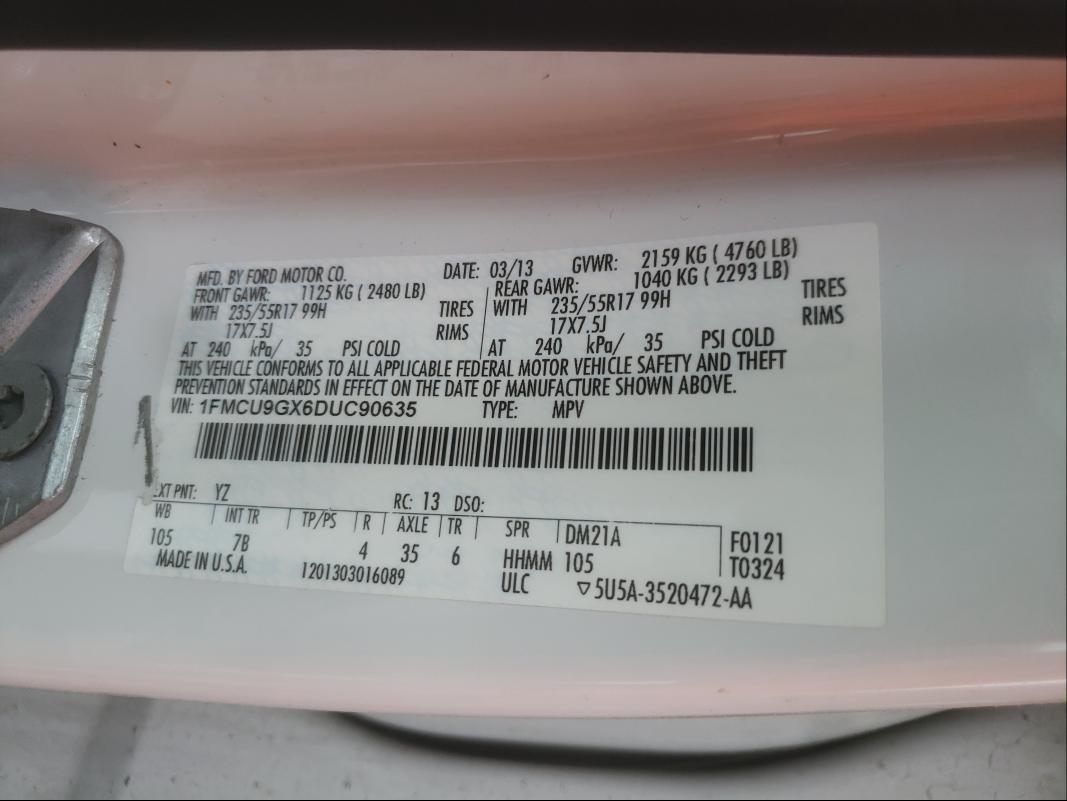 MFD. BY FORD MOTOR CO. DATE: 03/13 GVWR: 2159 KG ( 4760 LB)
FRONT GAWR: 1125 KG ( 2480 LB) REAR GAWR: 1040 KG ( 2293 LB)
WITH 235/55R17 99H TIRES WITH 235/55R17 99H TIRES
17X7.5J RIMS 17X7.5J RIMS
AT 240 kPa/ 35 PSI COLD AT 240 kPa/ 35 PSI COLD
THIS VEHICLE CONFORMS TO ALL APPLICABLE FEDERAL MOTOR VEHICLE SAFETY AND THEFT
PREVENTION STANDARDS IN EFFECT ON THE DATE OF MANUFACTURE SHOWN ABOVE.
VIN: 1FMCU9GX6DUC90635 TYPE: MPV
1
EXT PNT: YZ RC: 13 DSO:
WB INT TR TP/PS R AXLE TR SPR DM21A F0121
105 7B 4 35 6 HHMM 105 T0324
MADE IN U.S.A. 1201303016089 ULC ▽5U5A-3520472-AA